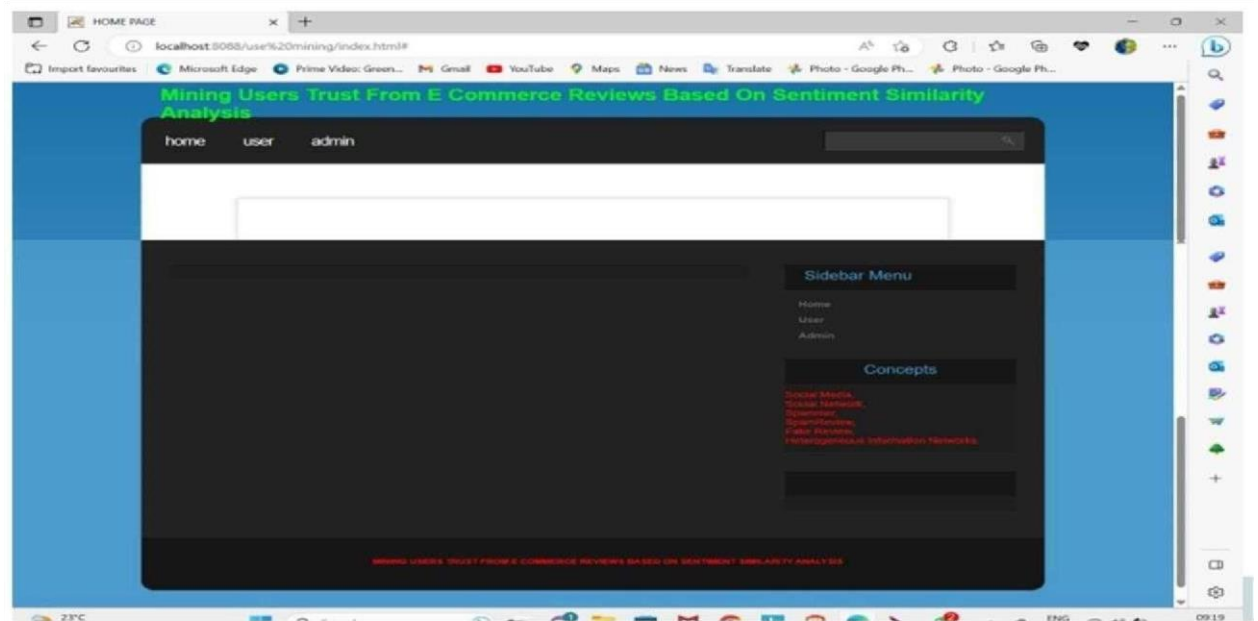 HOME PAGE
localhost:8088/use%20mining/index.html#
Import favourites Microsoft Edge Prime Video: Green... Gmail YouTube Maps News Translate Photo - Google Ph... Photo - Google Ph...
Mining Users Trust From E Commerce Reviews Based On Sentiment Similarity
Analysis
home user admin
Sidebar Menu
Home
User
Admin
Concepts
Social Media,
Social Network,
Spammer,
SpamReview,
Fake Review,
Heterogeneous Information Networks
MINING USERS TRUST FROM E COMMERCE REVIEWS BASED ON SENTIMENT SIMILARITY ANALYSIS
23°C
ENG
09:19